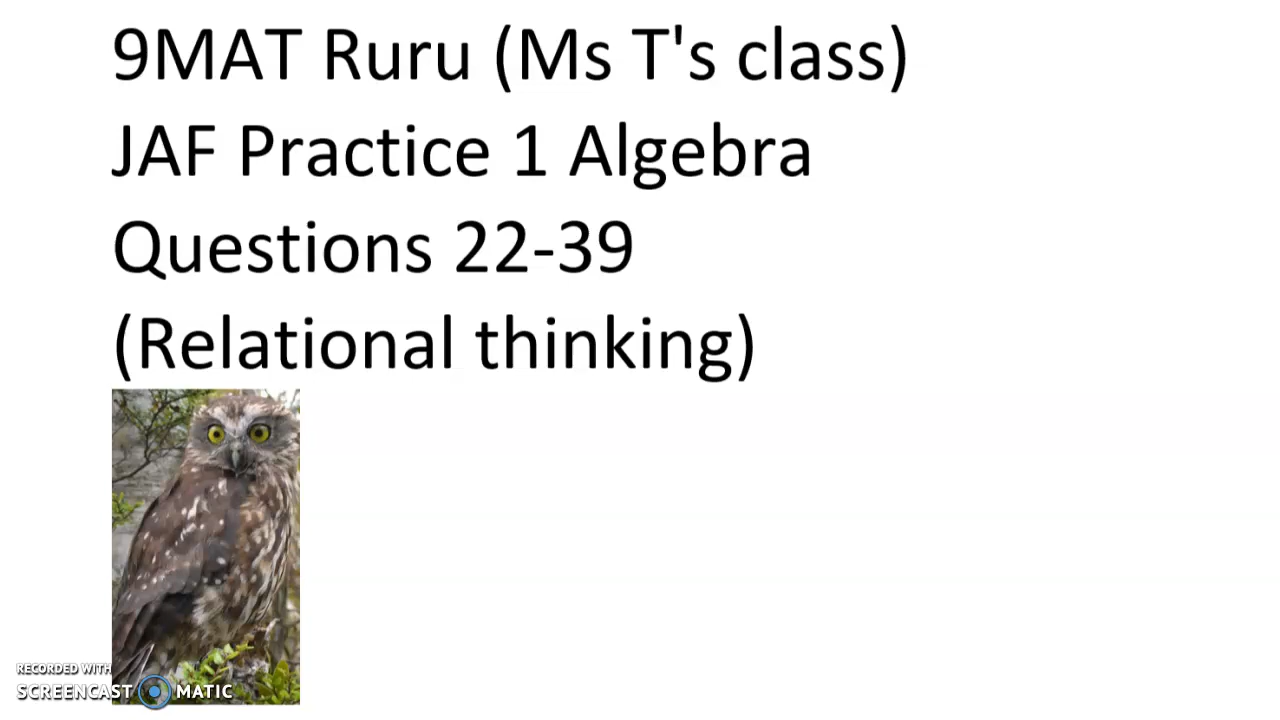 9MAT Ruru (Ms T's class)
JAF Practice 1 Algebra
Questions 22-39
(Relational thinking)
RECORDED WITH
SCREENCAST MATIC